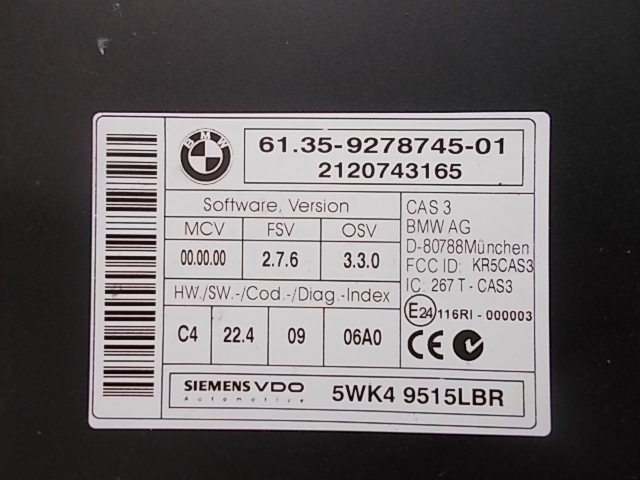 BMW
61.35-9278745-01
2120743165
Software, Version
MCV FSV OSV
00.00.00 2.7.6 3.3.0
HW./SW.-/Cod.-/Diag.-Index
C4 22.4 09 06A0
CAS 3
BMW AG
D-80788München
FCC ID: KR5CAS3
IC: 267 T - CAS3
E24 116RI - 000003
CE
SIEMENS VDO
Automotive
5WK4 9515LBR